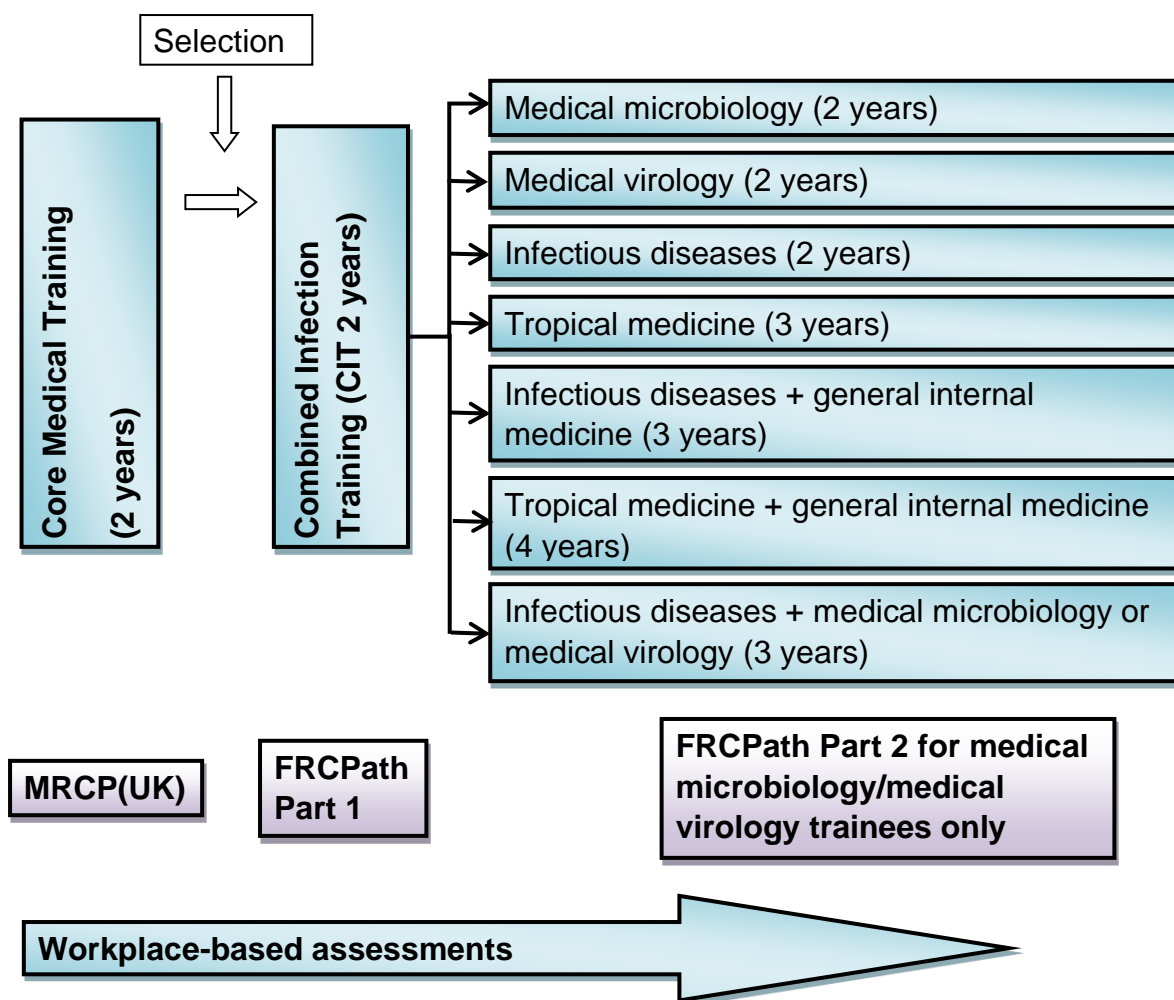 Selection
Core Medical Training
(2 years)
Combined Infection
Training (CIT 2 years)
Medical microbiology (2 years)
Medical virology (2 years)
Infectious diseases (2 years)
Tropical medicine (3 years)
Infectious diseases + general internal
medicine (3 years)
Tropical medicine + general internal medicine
(4 years)
Infectious diseases + medical microbiology or
medical virology (3 years)
MRCP(UK)
FRCPath
Part 1
FRCPath Part 2 for medical
microbiology/medical
virology trainees only
Workplace-based assessments